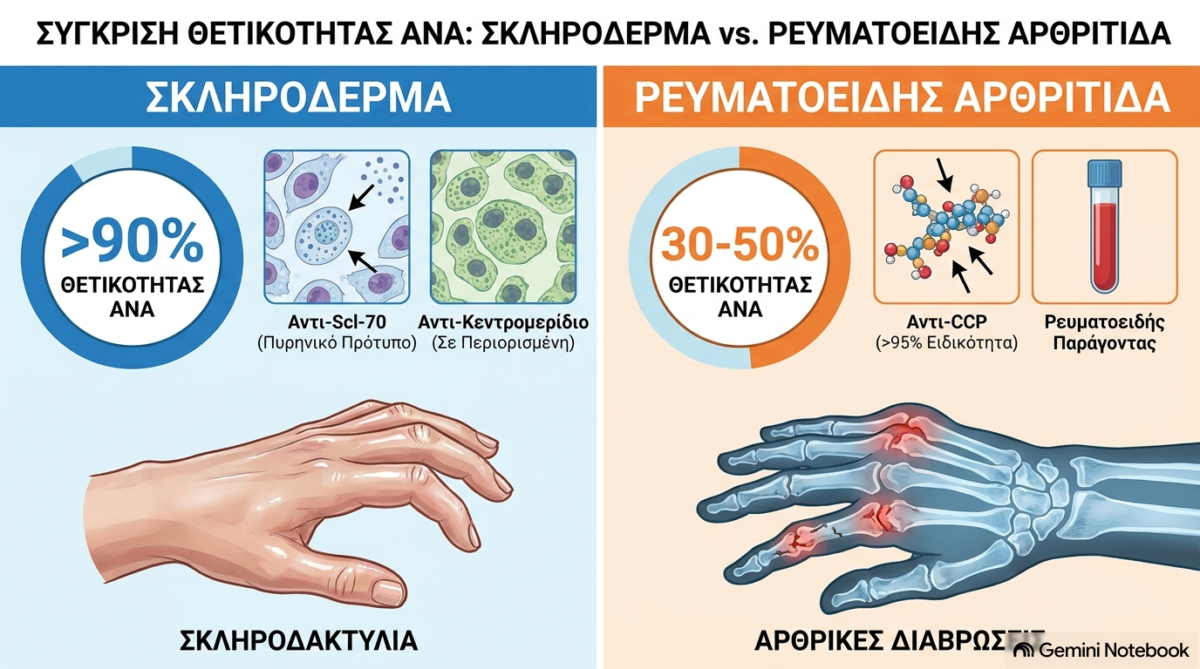 ΣΥΓΚΡΙΣΗ ΘΕΤΙΚΟΤΗΤΑΣ ΑΝΑ: ΣΚΛΗΡΟΔΕΡΜΑ vs. ΡΕΥΜΑΤΟΕΙΔΗΣ ΑΡΘΡΙΤΙΔΑ
ΣΚΛΗΡΟΔΕΡΜΑ
>90%
ΘΕΤΙΚΟΤΗΤΑΣ
ΑΝΑ
Αντι-Scl-70
(Πυρηνικό Πρότυπο)
Αντι-Κεντρομερίδιο
(Σε Περιορισμένη)
ΣΚΛΗΡΟΔΑΚΤΥΛΙΑ
ΡΕΥΜΑΤΟΕΙΔΗΣ ΑΡΘΡΙΤΙΔΑ
30-50%
ΘΕΤΙΚΟΤΗΤΑΣ
ΑΝΑ
Αντι-CCP
(>95% Ειδικότητα)
Ρευματοειδής
Παράγοντας
ΑΡΘΡΙΚΕΣ
Gemini Notebook